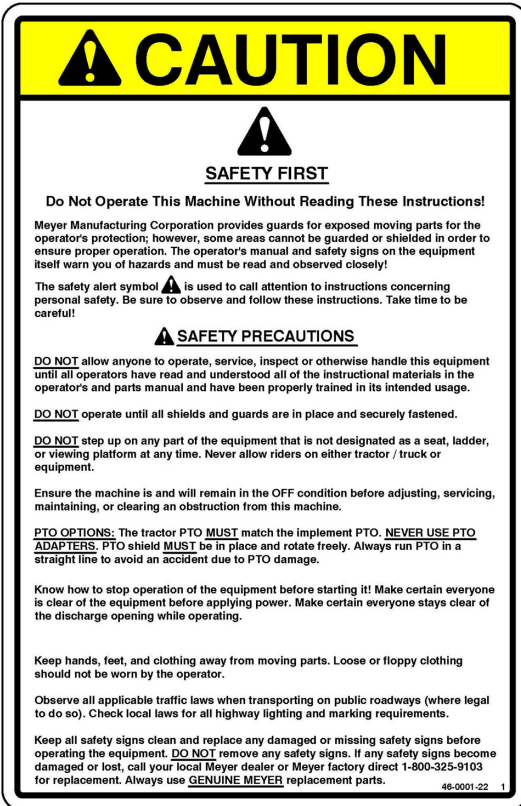 CAUTION
SAFETY FIRST
Do Not Operate This Machine Without Reading These Instructions!
Meyer Manufacturing Corporation provides guards for exposed moving parts for the
operator's protection; however, some areas cannot be guarded or shielded in order to
ensure proper operation. The operator's manual and safety signs on the equipment
itself warn you of hazards and must be read and observed closely!
The safety alert symbol is used to call attention to instructions concerning
personal safety. Be sure to observe and follow these instructions. Take time to be
careful!
SAFETY PRECAUTIONS
DO NOT allow anyone to operate, service, inspect or otherwise handle this equipment
until all operators have read and understood all of the instructional materials in the
operator's and parts manual and have been properly trained in its intended usage.
DO NOT operate until all shields and guards are in place and securely fastened.
DO NOT step up on any part of the equipment that is not designated as a seat, ladder,
or viewing platform at any time. Never allow riders on either tractor / truck or
equipment.
Ensure the machine is and will remain in the OFF condition before adjusting, servicing,
maintaining, or clearing an obstruction from this machine.
PTO OPTIONS: The tractor PTO MUST match the implement PTO. NEVER USE PTO
ADAPTERS. PTO shield MUST be in place and rotate freely. Always run PTO in a
straight line to avoid an accident due to PTO damage.
Know how to stop operation of the equipment before starting it! Make certain everyone
is clear of the equipment before applying power. Make certain everyone stays clear of
the discharge opening while operating.
Keep hands, feet, and clothing away from moving parts. Loose or floppy clothing
should not be worn by the operator.
Observe all applicable traffic laws when transporting on public roadways (where legal
to do so). Check local laws for all highway lighting and marking requirements.
Keep all safety signs clean and replace any damaged or missing safety signs before
operating the equipment. DO NOT remove any safety signs. If any safety signs become
damaged or lost, call your local Meyer dealer or Meyer factory direct 1-800-325-9103
for replacement. Always use GENUINE MEYER replacement parts.
46-0001-22 1